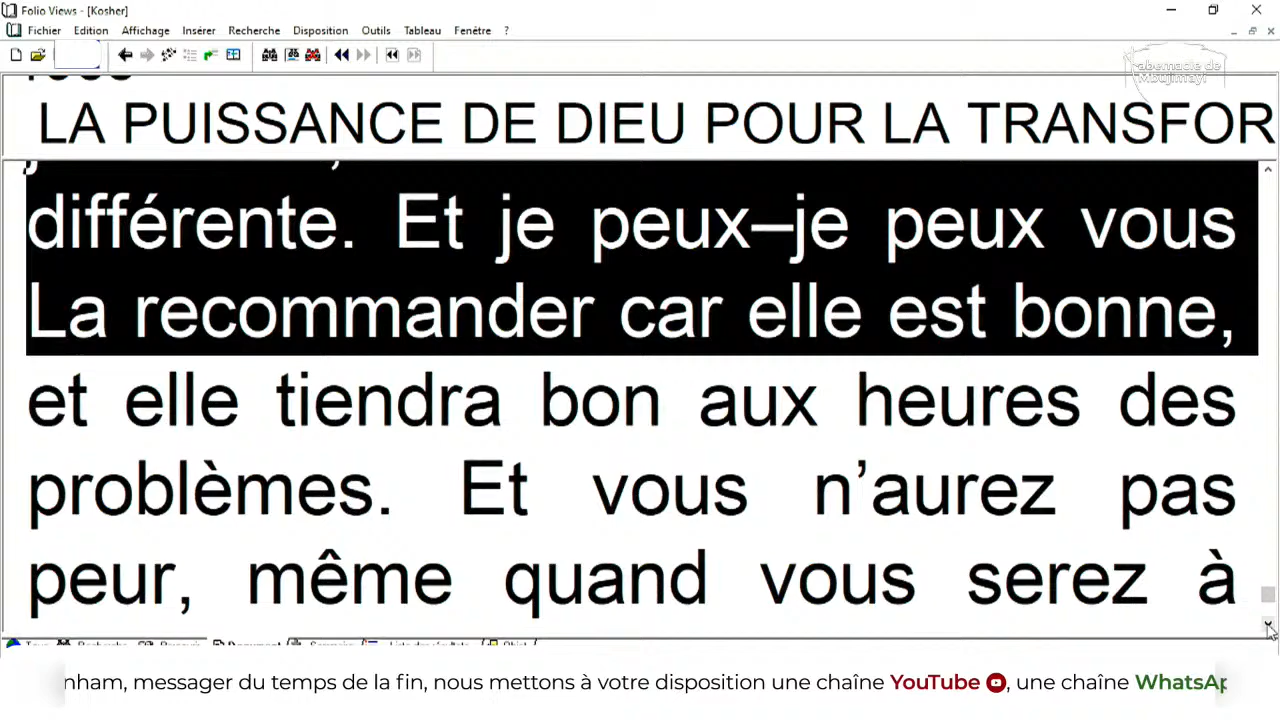 Folio Views - [Kosher]
Fichier Edition Affichage Insérer Recherche Disposition Outils Tableau Fenêtre ?
Tabernacle de
Mbujimayi
LA PUISSANCE DE DIEU POUR LA TRANSFOR
différente. Et je peux–je peux vous
La recommander car elle est bonne,
et elle tiendra bon aux heures des
problèmes. Et vous n’aurez pas
peur, même quand vous serez à
nham, messager du temps de la fin, nous mettons à votre disposition une chaîne YouTube, une chaîne WhatsAp